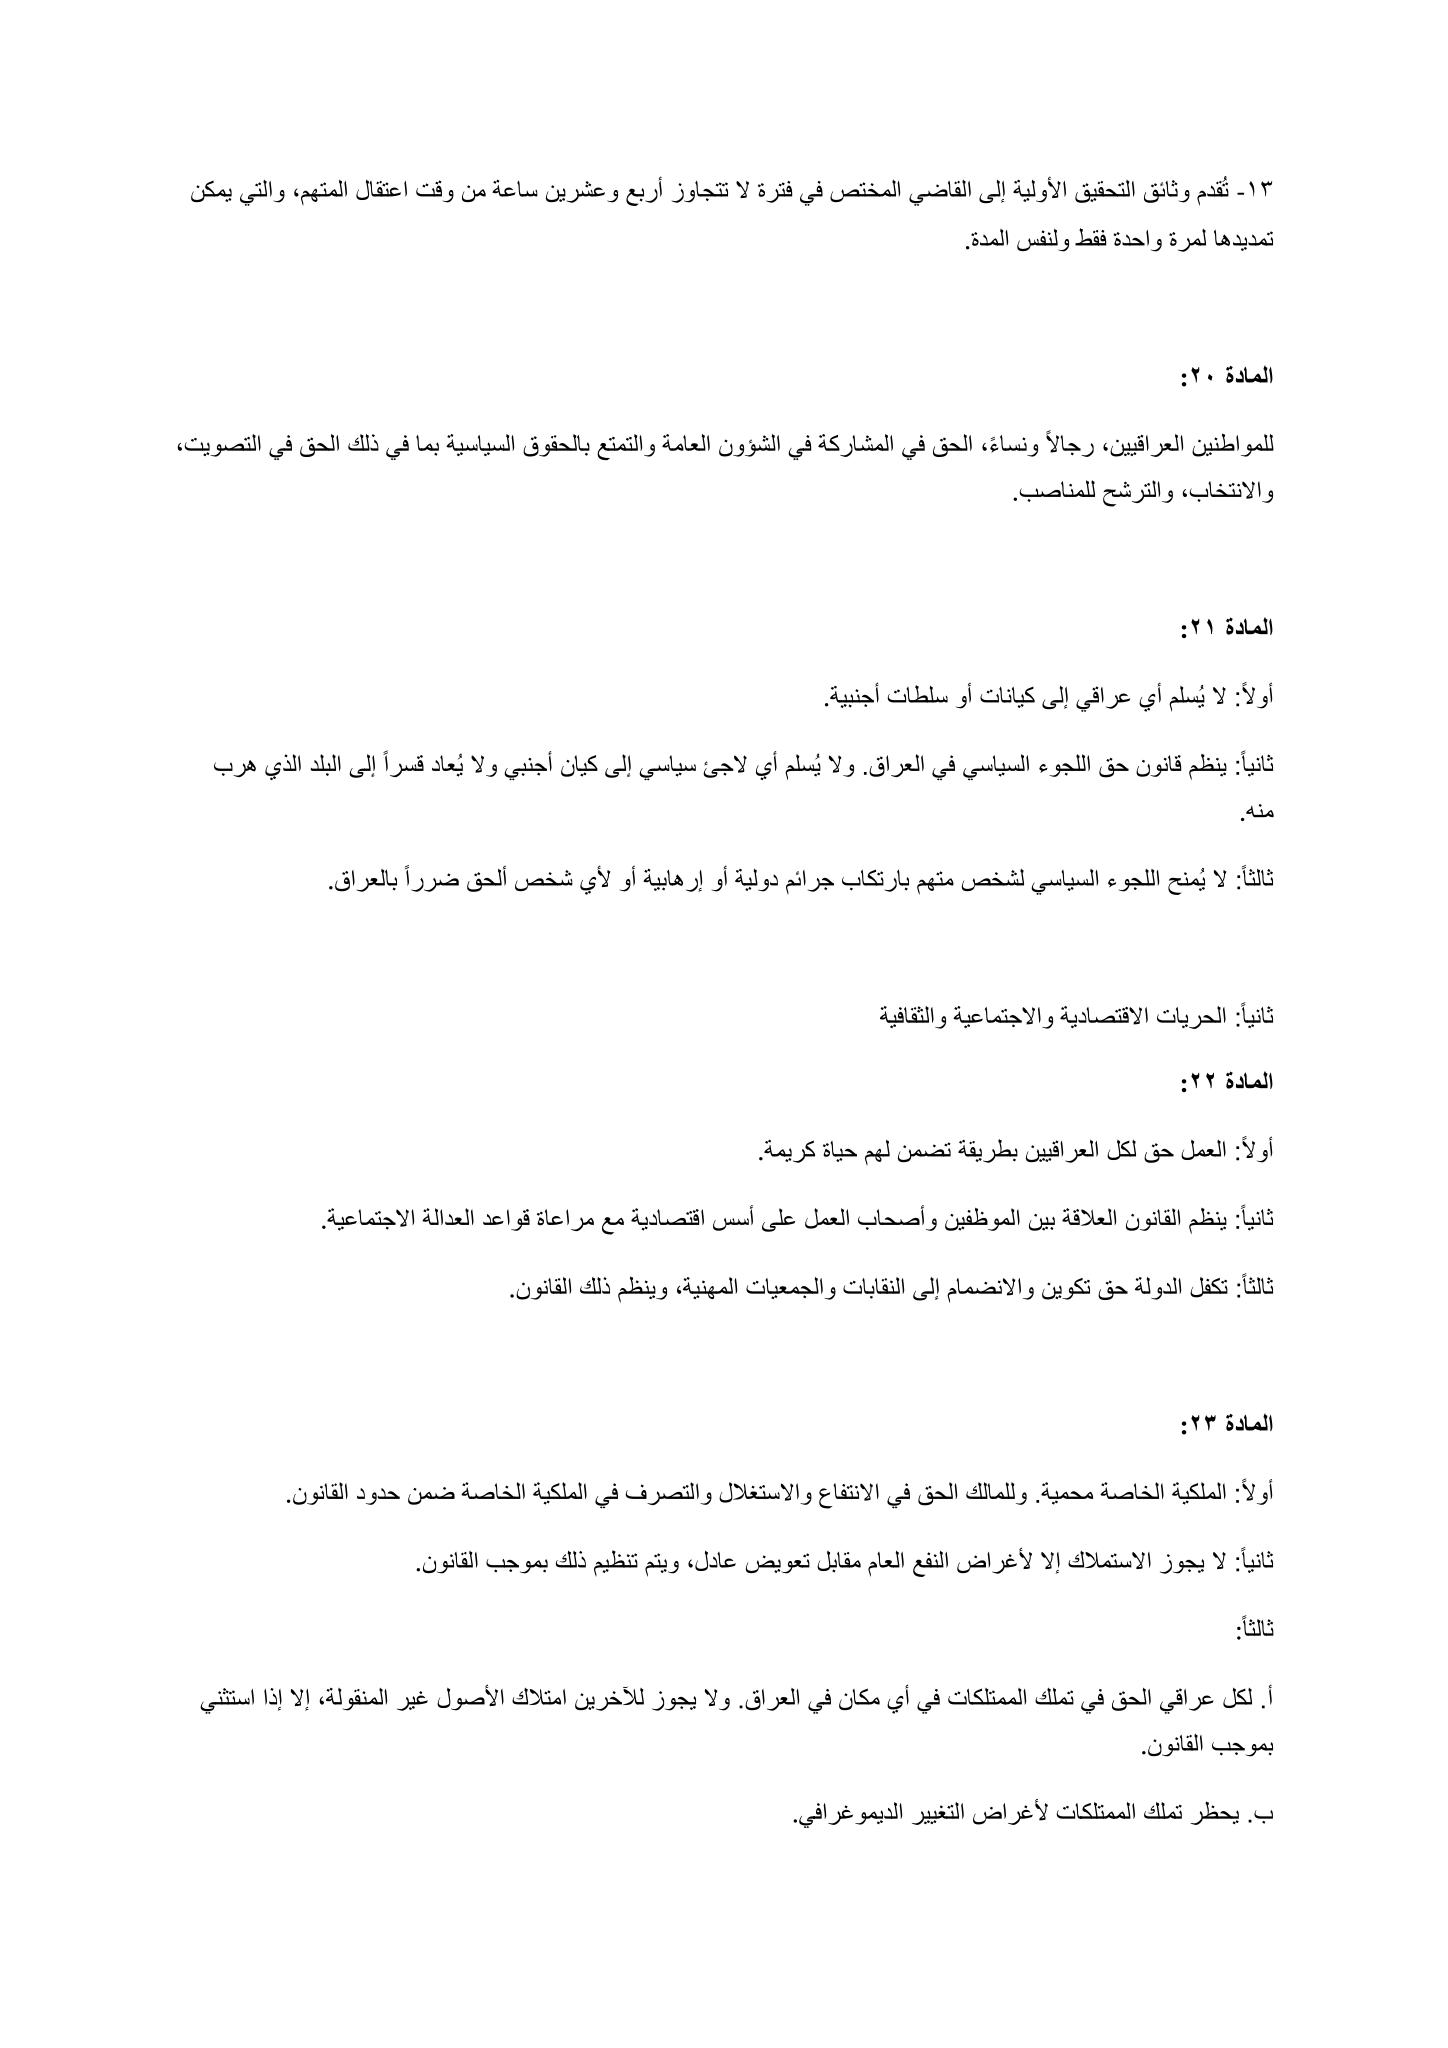 ١٣- تُقدم وثائق التحقيق الأولية إلى القاضي المختص في فترة لا تتجاوز أربع وعشرين ساعة من وقت اعتقال المتهم، والتي يمكن
تمديدها لمرة واحدة فقط ولنفس المدة.
المادة ٢٠:
للمواطنين العراقيين، رجالاً ونساءً، الحق في المشاركة في الشؤون العامة والتمتع بالحقوق السياسية بما في ذلك الحق في التصويت،
والانتخاب، والترشح للمناصب.
المادة ٢١:
أولاً: لا يُسلم أي عراقي إلى كيانات أو سلطات أجنبية.
ثانياً: ينظم قانون حق اللجوء السياسي في العراق. ولا يُسلم أي لاجئ سياسي إلى كيان أجنبي ولا يُعاد قسراً إلى البلد الذي هرب
منه.
ثالثاً: لا يُمنح اللجوء السياسي لشخص متهم بارتكاب جرائم دولية أو إرهابية أو لأي شخص ألحق ضرراً بالعراق.
ثانياً: الحريات الاقتصادية والاجتماعية والثقافية
المادة ٢٢:
أولاً: العمل حق لكل العراقيين بطريقة تضمن لهم حياة كريمة.
ثانياً: ينظم القانون العلاقة بين الموظفين وأصحاب العمل على أسس اقتصادية مع مراعاة قواعد العدالة الاجتماعية.
ثالثاً: تكفل الدولة حق تكوين والانضمام إلى النقابات والجمعيات المهنية، وينظم ذلك القانون.
المادة ٢٣:
أولاً: الملكية الخاصة محمية. وللمالك الحق في الانتفاع والاستغلال والتصرف في الملكية الخاصة ضمن حدود القانون.
ثانياً: لا يجوز الاستملاك إلا لأغراض النفع العام مقابل تعويض عادل، ويتم تنظيم ذلك بموجب القانون.
ثالثاً:
أ. لكل عراقي الحق في تملك الممتلكات في أي مكان في العراق. ولا يجوز للآخرين امتلاك الأصول غير المنقولة، إلا إذا استثني
بموجب القانون.
ب. يحظر تملك الممتلكات لأغراض التغيير الديموغرافي.